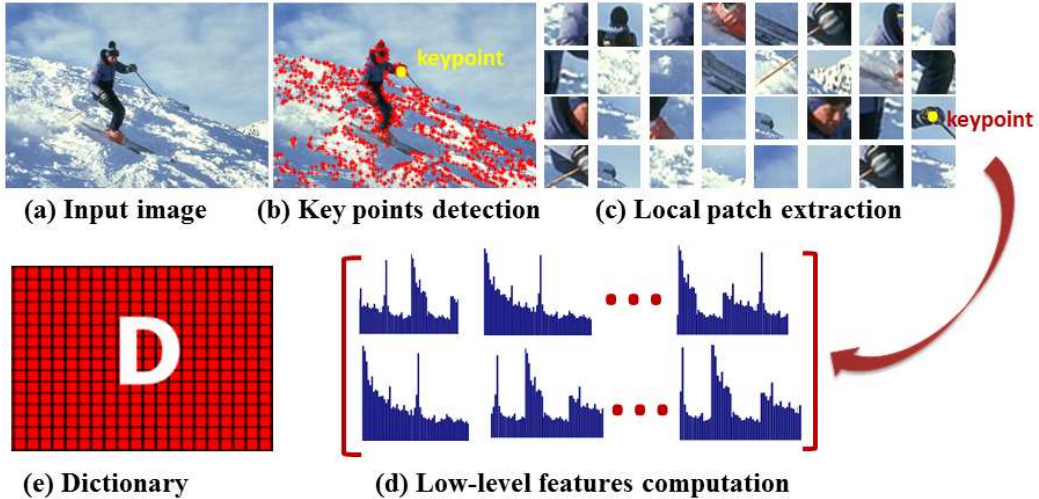 keypoint
keypoint
(a) Input image
(b) Key points detection
(c) Local patch extraction
D
(e) Dictionary
(d) Low-level features computation